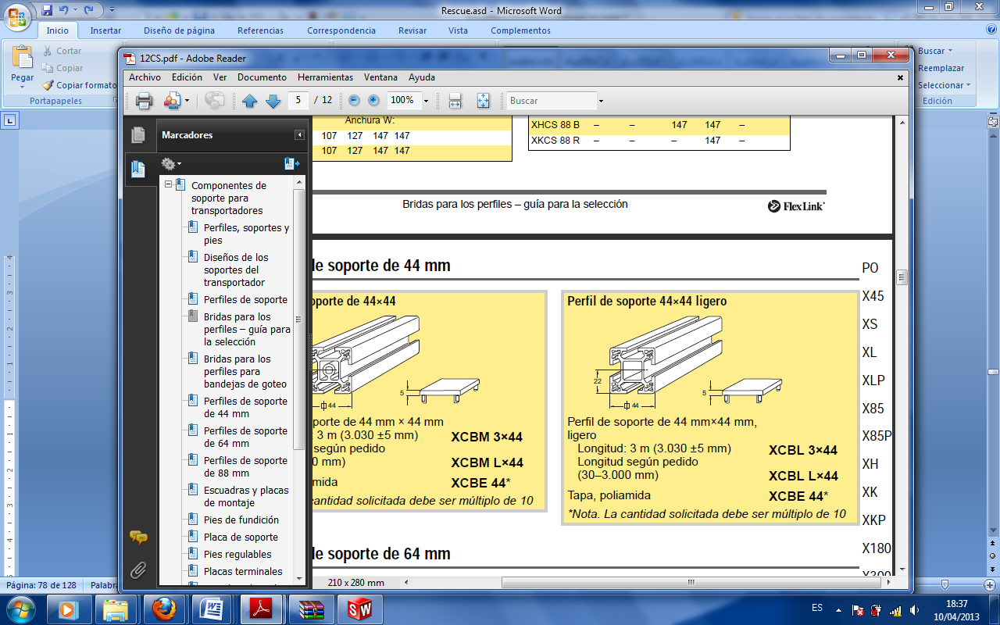 Rescue.asd - Microsoft Word
Inicio Insertar Diseño de página Referencias Correspondencia Revisar Vista Complementos
Pegar
Cortar
Copiar
Copiar formato
Portapapeles
Buscar
Reemplazar
Seleccionar
Edición
12CS.pdf - Adobe Reader
Archivo Edición Ver Documento Herramientas Ventana Ayuda
5 / 12 100% Buscar
Marcadores
Componentes de
soporte para
transportadores
Perfiles, soportes y
pies
Diseños de los
soportes del
transportador
Perfiles de soporte
Bridas para los
perfiles – guía para
la selección
Bridas para los
perfiles para
bandejas de goteo
Perfiles de soporte
de 44 mm
Perfiles de soporte
de 64 mm
Perfiles de soporte
de 88 mm
Escuadras y placas
de montaje
Pies de fundición
Placa de soporte
Pies regulables
Placas terminales
Anchura W:
107 127 147 147
107 127 147 147
XHCS 88 B – – 147 147 –
XKCS 88 R – – – 147 –
Bridas para los perfiles – guía para la selección
FlexLink
de soporte de 44 mm
oporte de 44×44
44
5
porte de 44 mm × 44 mm
: 3 m (3.030 ±5 mm) XCBM 3×44
según pedido
0 mm) XCBM L×44
mida XCBE 44*
cantidad solicitada debe ser múltiplo de 10
Perfil de soporte 44×44 ligero
22
44
5
Perfil de soporte de 44 mm×44 mm,
ligero
Longitud: 3 m (3.030 ±5 mm) XCBL 3×44
Longitud según pedido
(30–3.000 mm) XCBL L×44
Tapa, poliamida XCBE 44*
*Nota. La cantidad solicitada debe ser múltiplo de 10
de soporte de 64 mm
PO
X45
XS
XL
XLP
X85
X85P
XH
XK
XKP
X180
X300
210 x 280 mm
Página: 78 de 128 Palabra
ES
18:37
10/04/2013